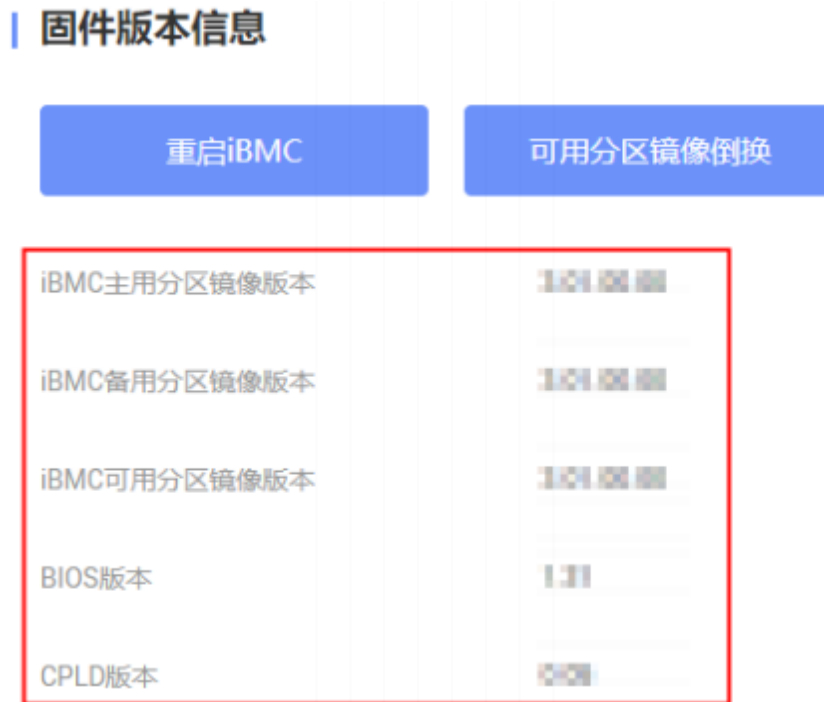 固件版本信息
重启iBMC
可用分区镜像倒换
iBMC主用分区镜像版本
iBMC备用分区镜像版本
iBMC可用分区镜像版本
BIOS版本
CPLD版本